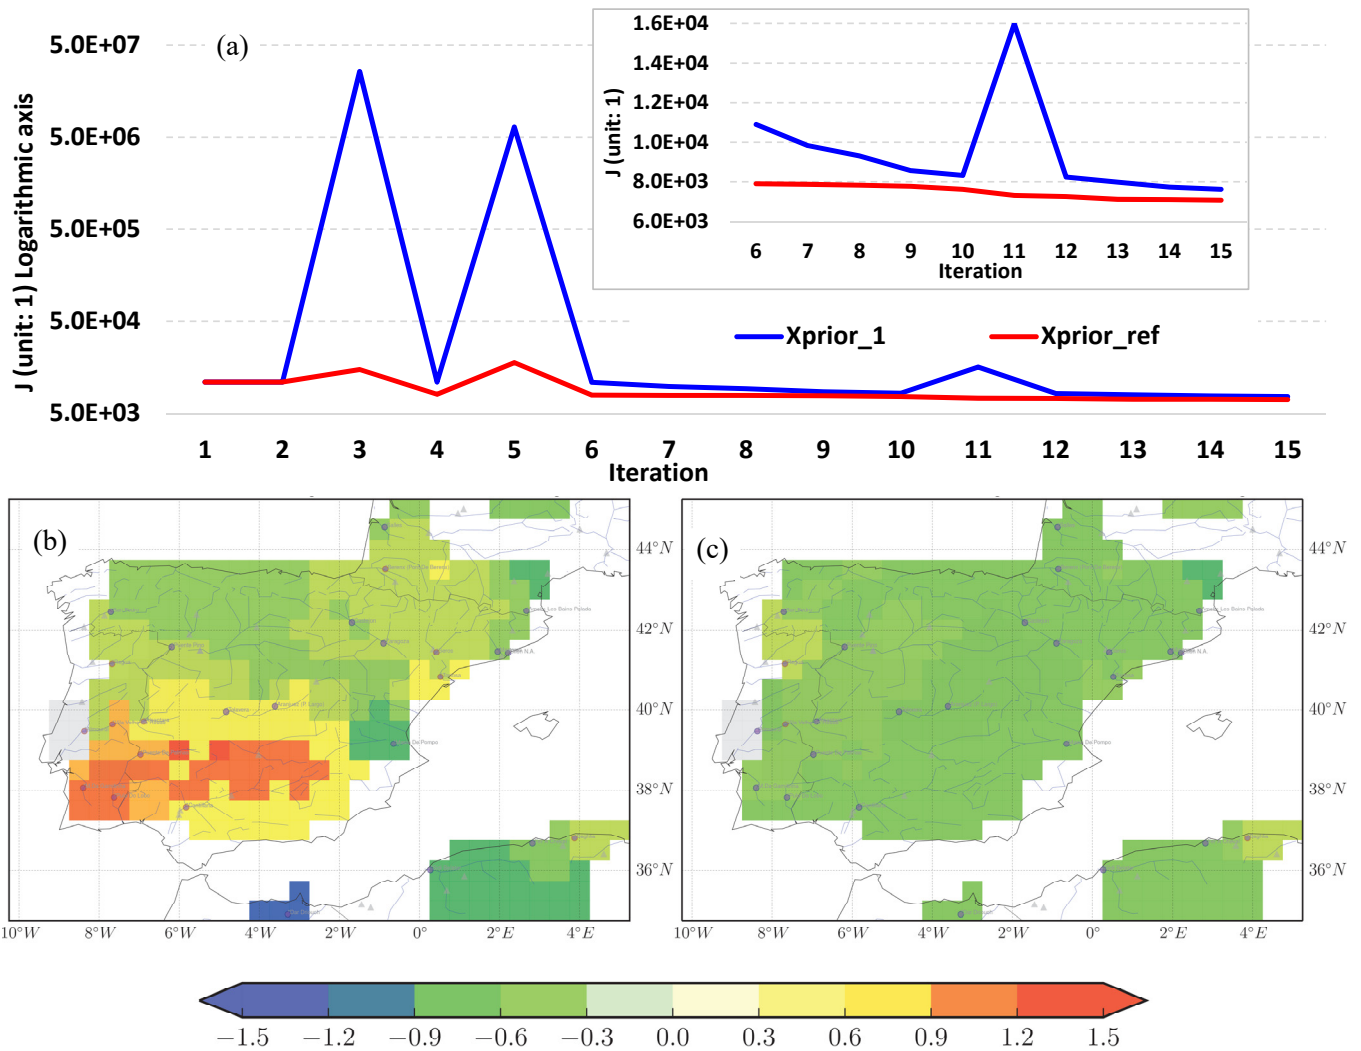 (a)
5.0E+07
5.0E+06
5.0E+05
5.0E+04
5.0E+03
J (unit: 1) Logarithmic axis
1 2 3 4 5 6 7 8 9 10 11 12 13 14 15
Iteration
1.6E+04
1.4E+04
1.2E+04
1.0E+04
8.0E+03
6.0E+03
J (unit: 1)
6 7 8 9 10 11 12 13 14 15
Iteration
Xprior_1 Xprior_ref
(b)
(c)
44°N
42°N
40°N
38°N
36°N
44°N
42°N
40°N
38°N
36°N
10°W 8°W 6°W 4°W 2°W 0° 2°E 4°E
10°W 8°W 6°W 4°W 2°W 0° 2°E 4°E
−1.5 −1.2 −0.9 −0.6 −0.3 0.0 0.3 0.6 0.9 1.2 1.5